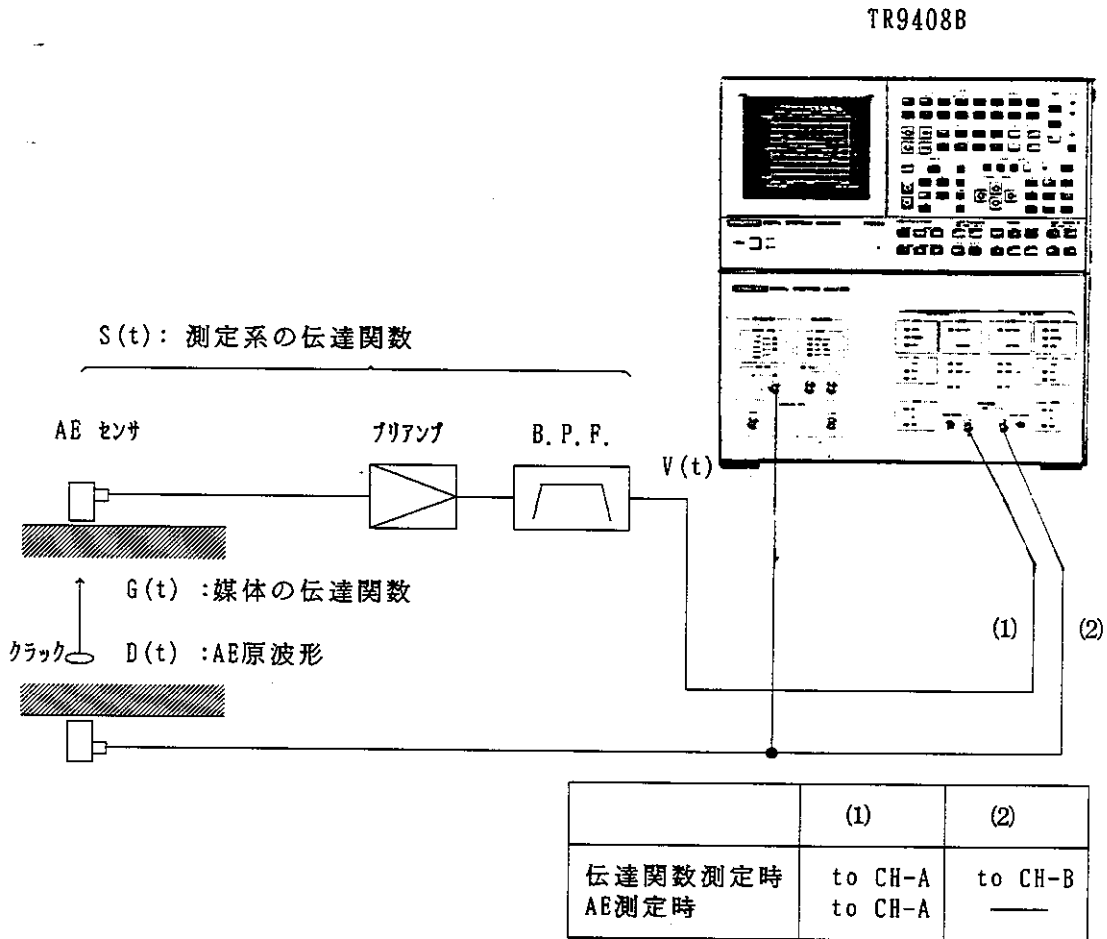 TR9408B
S(t): 測定系の伝達関数
AE センサ
プリアンプ
B.P.F.
V(t)
G(t) :媒体の伝達関数
クラック
D(t) :AE原波形
(1)
(2)
(1) (2)
伝達関数測定時 to CH-A to CH-B
AE測定時 to CH-A ——